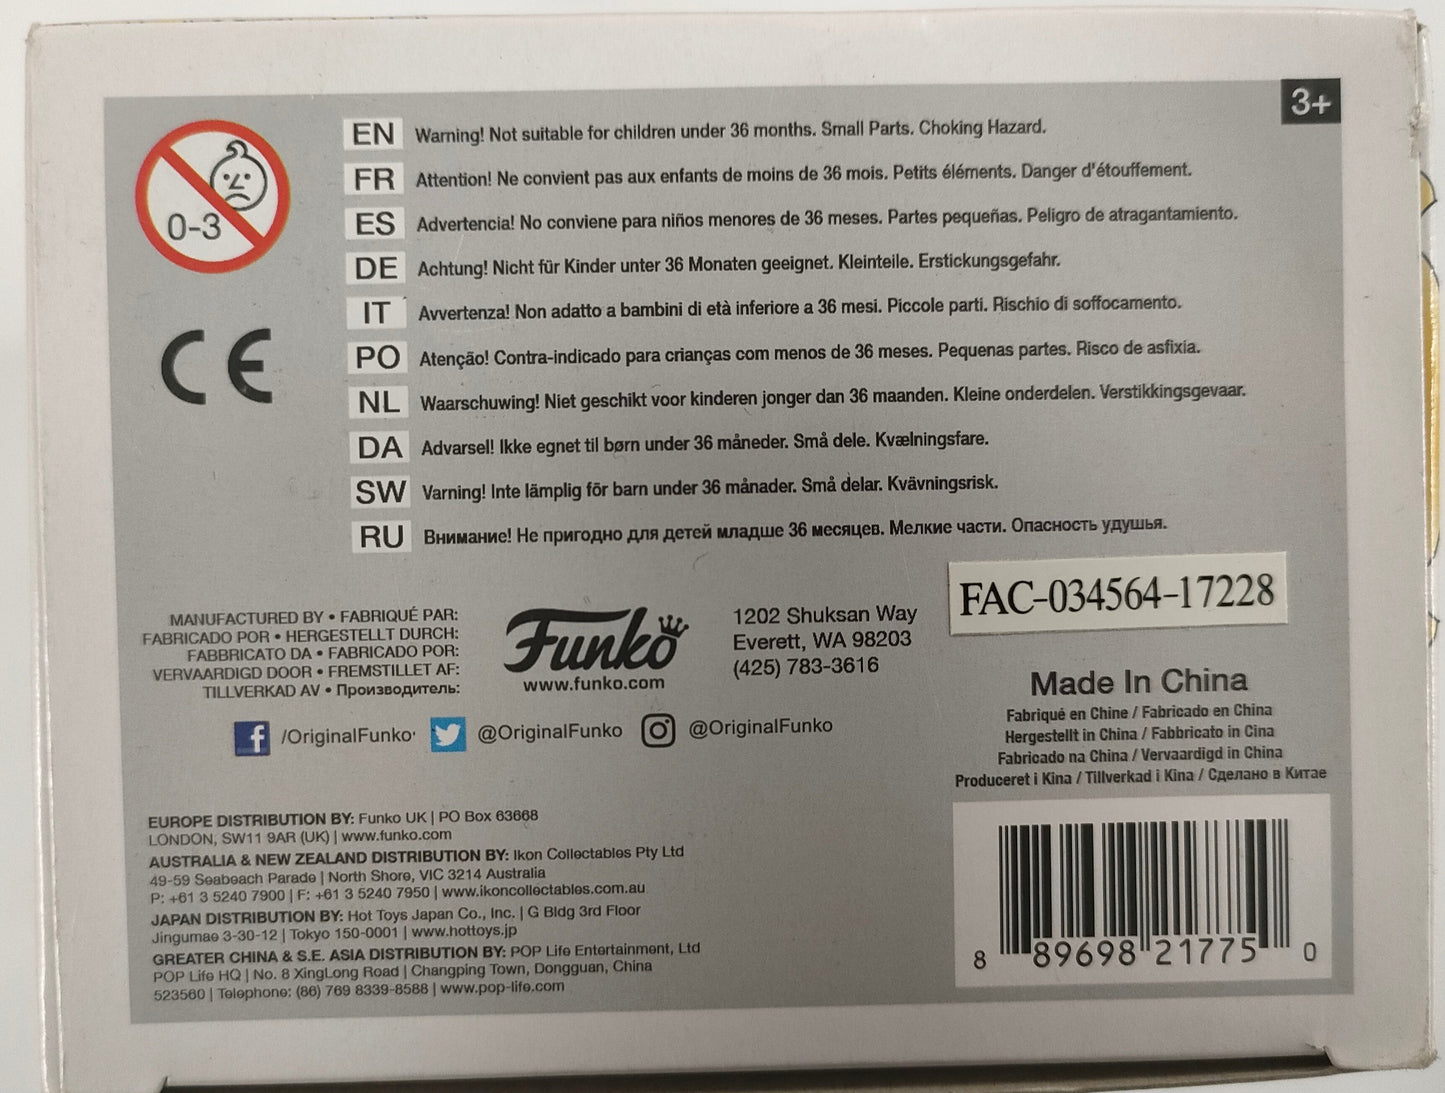 3+
0-3
EN Warning! Not suitable for children under 36 months. Small Parts. Choking Hazard.
FR Attention! Ne convient pas aux enfants de moins de 36 mois. Petits éléments. Danger d'étouffement.
ES Advertencia! No conviene para niños menores de 36 meses. Partes pequeñas. Peligro de atragantamiento.
DE Achtung! Nicht für Kinder unter 36 Monaten geeignet. Kleinteile. Erstickungsgefahr.
IT Avvertenza! Non adatto a bambini di età inferiore a 36 mesi. Piccole parti. Rischio di soffocamento.
PO Atenção! Contra-indicado para crianças com menos de 36 meses. Pequenas partes. Risco de asfixia.
NL Waarschuwing! Niet geschikt voor kinderen jonger dan 36 maanden. Kleine onderdelen. Verstikkingsgevaar.
DA Advarsel! Ikke egnet til børn under 36 måneder. Små dele. Kvælningsfare.
SW Varning! Inte lämplig för barn under 36 månader. Små delar. Kvävningsrisk.
RU Внимание! Не пригодно для детей младше 36 месяцев. Мелкие части. Опасность удушья.
CE
MANUFACTURED BY • FABRIQUÉ PAR:
FABRICADO POR • HERGESTELLT DURCH:
FABBRICATO DA • FABRICADO POR:
VERVAARDIGD DOOR • FREMSTILLET AF:
TILLVERKAD AV • Производитель:
Funko
www.funko.com
1202 Shuksan Way
Everett, WA 98203
(425) 783-3616
FAC-034564-17228
/OriginalFunko
@OriginalFunko
@OriginalFunko
Made In China
Fabriqué en Chine / Fabricado en China
Hergestellt in China / Fabbricato in Cina
Fabricado na China / Vervaardigd in China
Produceret i Kina / Tillverkad i Kina / Сделано в Китае
EUROPE DISTRIBUTION BY: Funko UK | PO Box 63668
LONDON, SW11 9AR (UK) | www.funko.com
AUSTRALIA & NEW ZEALAND DISTRIBUTION BY: Ikon Collectables Pty Ltd
49-59 Seabeach Parade | North Shore, VIC 3214 Australia
P: +61 3 5240 7900 | F: +61 3 5240 7950 | www.ikoncollectables.com.au
JAPAN DISTRIBUTION BY: Hot Toys Japan Co., Inc. | G Bldg 3rd Floor
Jingumae 3-30-12 | Tokyo 150-0001 | www.hottoys.jp
GREATER CHINA & S.E. ASIA DISTRIBUTION BY: POP Life Entertainment, Ltd
POP Life HQ | No. 8 XingLong Road | Changping Town, Dongguan, China
523560 | Telephone: (86) 769 8339-8588 | www.pop-life.com
8 89698 21775 0